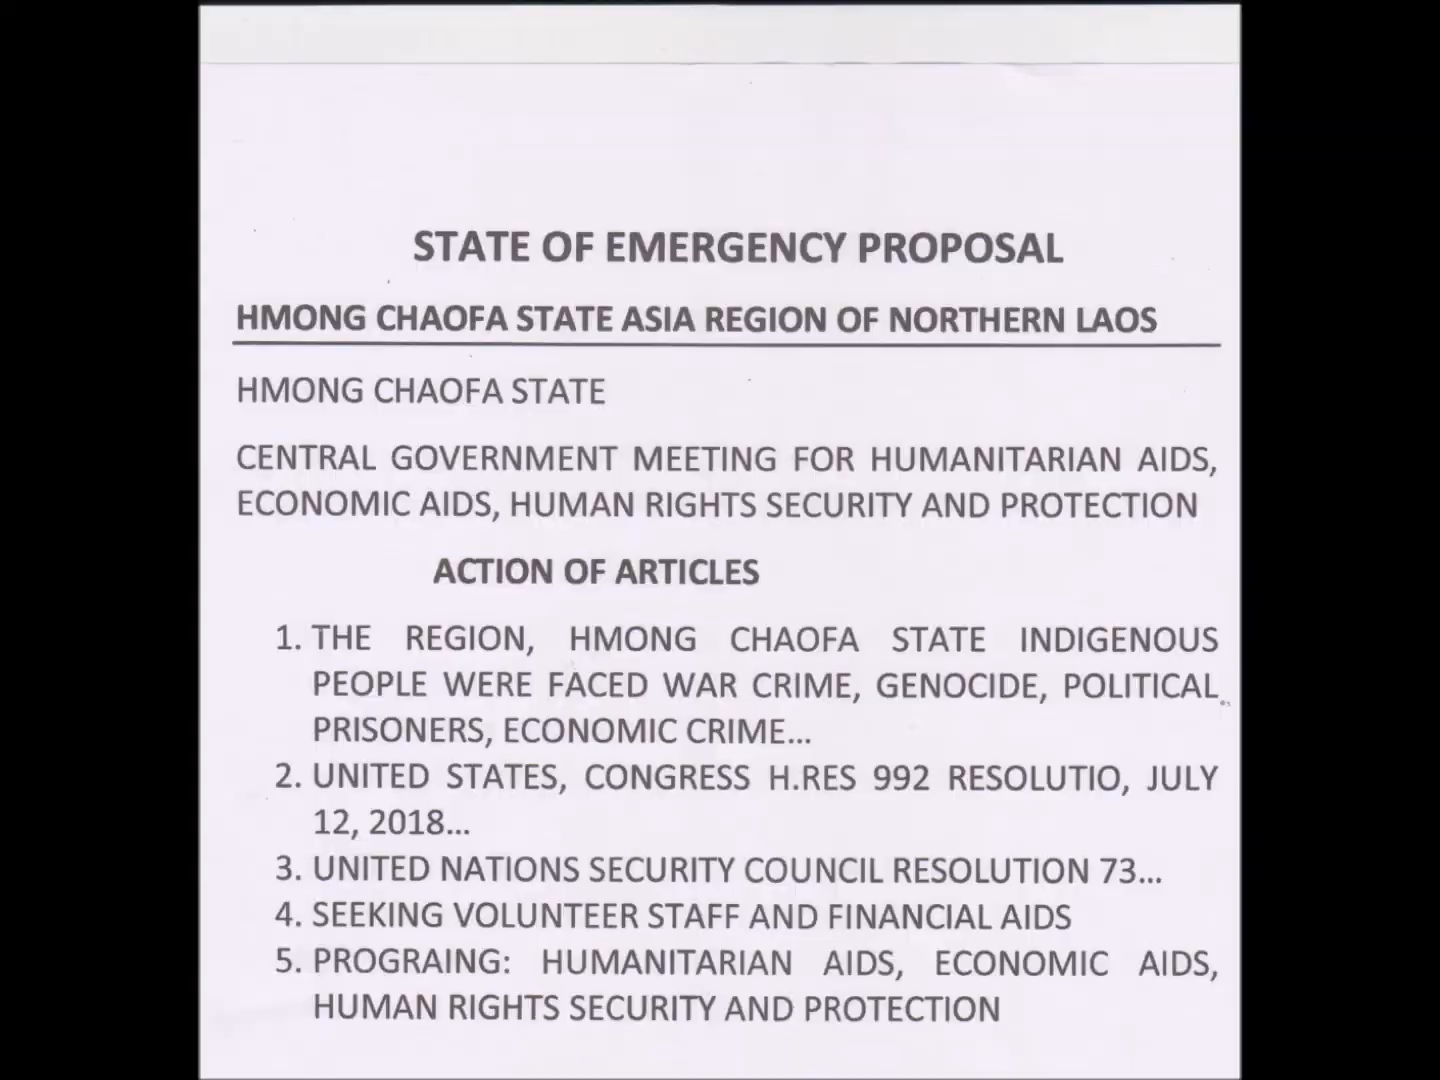 STATE OF EMERGENCY PROPOSAL
HMONG CHAOFA STATE ASIA REGION OF NORTHERN LAOS
HMONG CHAOFA STATE
CENTRAL GOVERNMENT MEETING FOR HUMANITARIAN AIDS,
ECONOMIC AIDS, HUMAN RIGHTS SECURITY AND PROTECTION
ACTION OF ARTICLES
1. THE REGION, HMONG CHAOFA STATE INDIGENOUS
PEOPLE WERE FACED WAR CRIME, GENOCIDE, POLITICAL
PRISONERS, ECONOMIC CRIME...
2. UNITED STATES, CONGRESS H.RES 992 RESOLUTIO, JULY
12, 2018...
3. UNITED NATIONS SECURITY COUNCIL RESOLUTION 73...
4. SEEKING VOLUNTEER STAFF AND FINANCIAL AIDS
5. PROGRAING: HUMANITARIAN AIDS, ECONOMIC AIDS,
HUMAN RIGHTS SECURITY AND PROTECTION